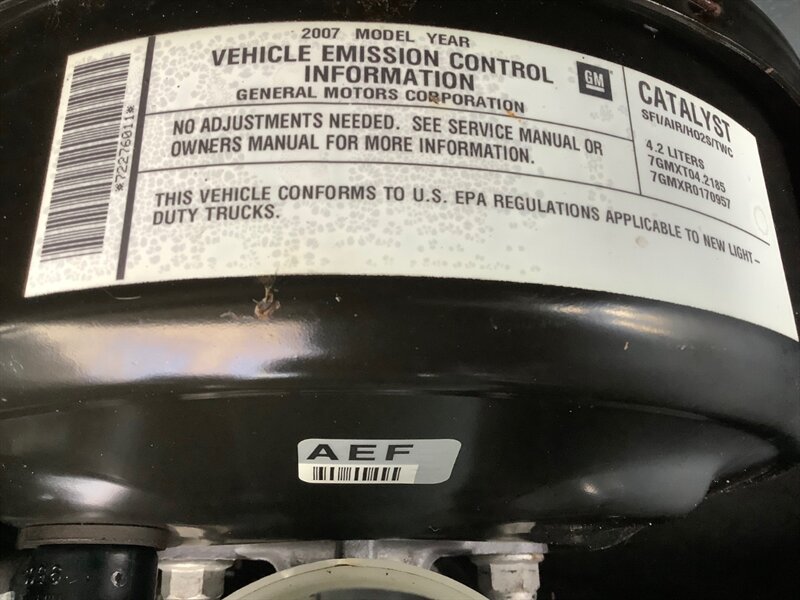 2007 MODEL YEAR
VEHICLE EMISSION CONTROL
INFORMATION
GENERAL MOTORS CORPORATION
GM
CATALYST
SFI/AIR/HO2S/TWC
4.2 LITERS
7GMXT04.2185
7GMXR0170957
NO ADJUSTMENTS NEEDED. SEE SERVICE MANUAL OR
OWNERS MANUAL FOR MORE INFORMATION.
THIS VEHICLE CONFORMS TO U.S. EPA REGULATIONS APPLICABLE TO NEW LIGHT-
DUTY TRUCKS.
*72276011*
AEF